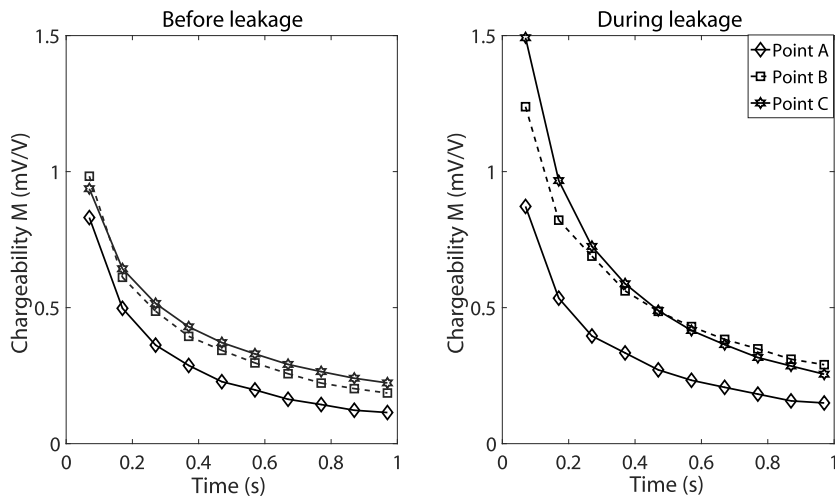 Before leakage
1.5
1
0.5
0
Chargeability M (mV/V)
0 0.2 0.4 0.6 0.8 1
Time (s)
During leakage
Point A
Point B
Point C
1.5
1
0.5
0
Chargeability M (mV/V)
0 0.2 0.4 0.6 0.8 1
Time (s)